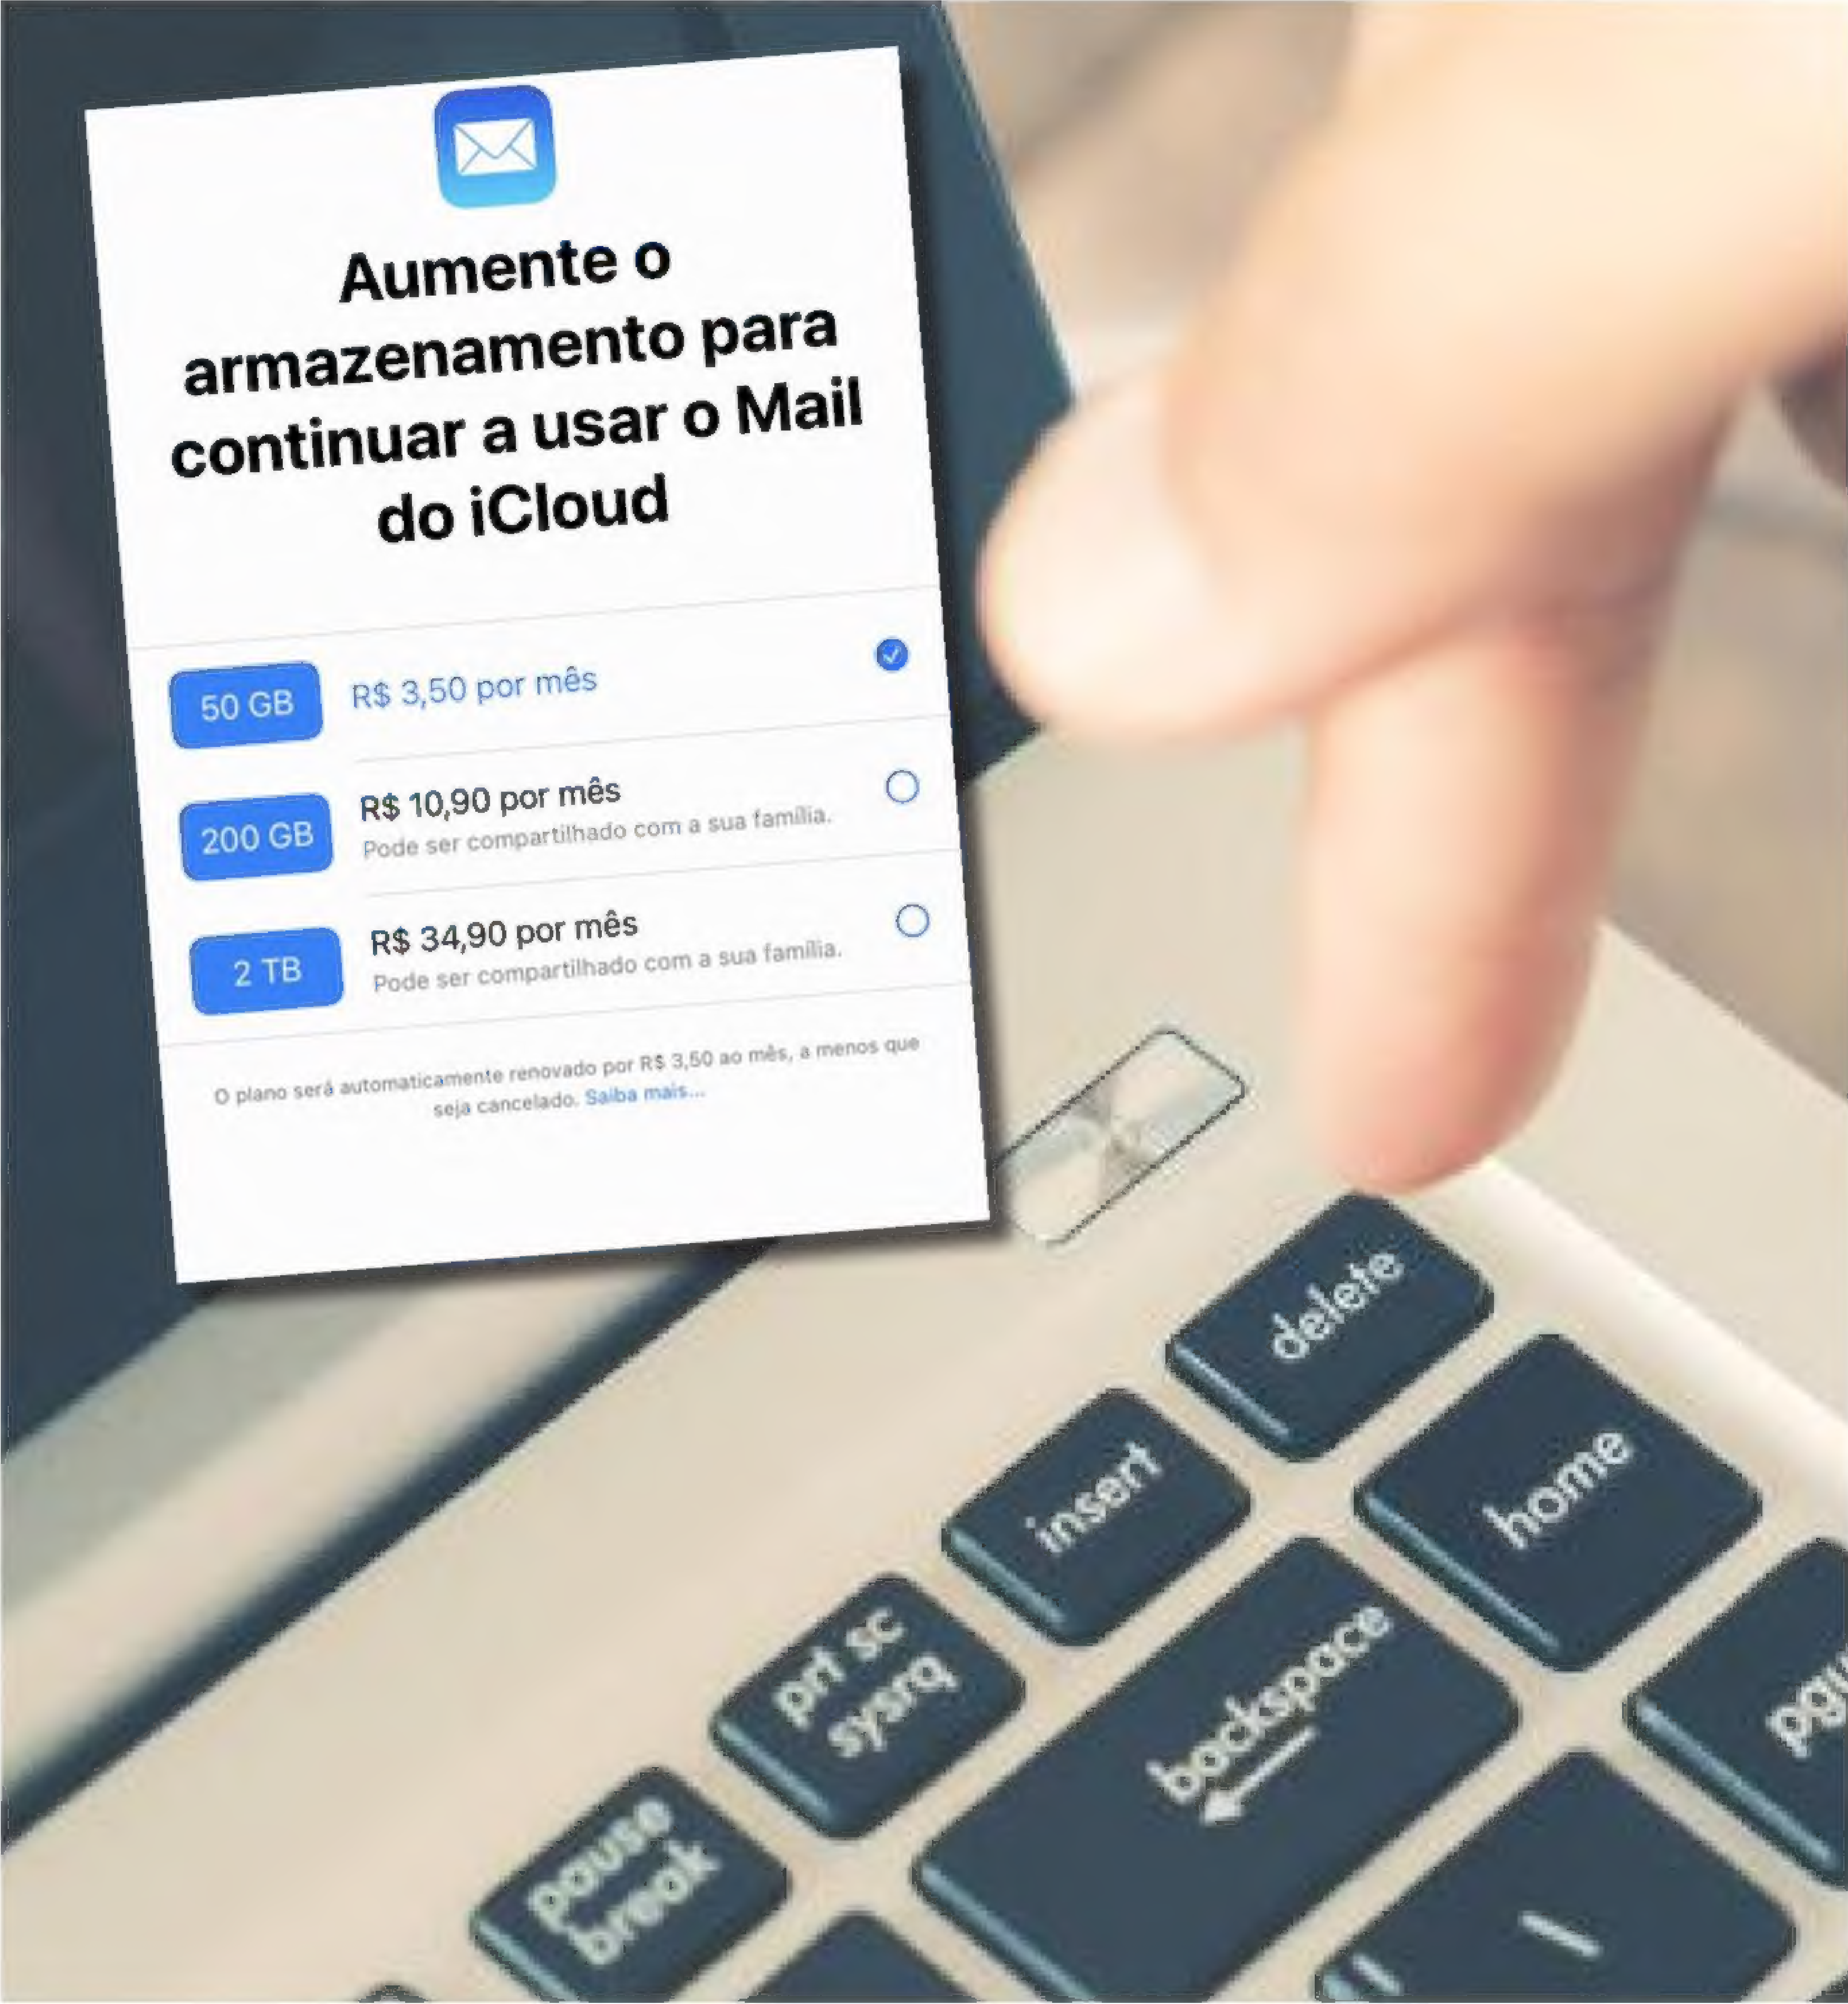 Aumente o
armazenamento para
continuar a usar o Mail
do iCloud
50 GB R$ 3,50 por mês
200 GB R$ 10,90 por mês
Pode ser compartilhado com a sua família.
2 TB R$ 34,90 por mês
Pode ser compartilhado com a sua família.
O plano será automaticamente renovado por R$ 3,50 ao mês, a menos que
seja cancelado. Saiba mais...
delete
insert
home
prt sc
sysrq
backspace
pause
break